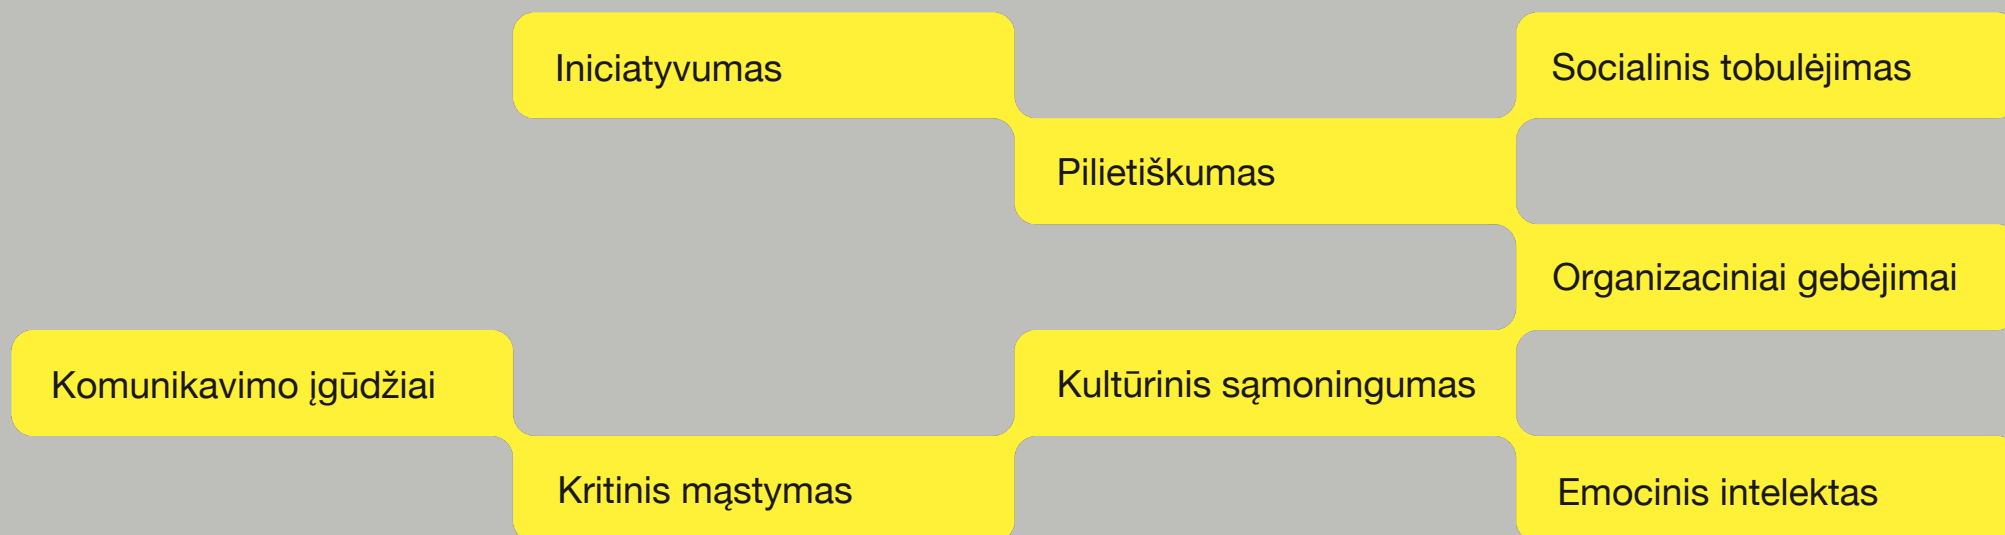 Iniciatyvumas
Socialinis tobulėjimas
Pilietiškumas
Organizaciniai gebėjimai
Komunikavimo įgūdžiai
Kultūrinis sąmoningumas
Kritinis mąstymas
Emocinis intelektas